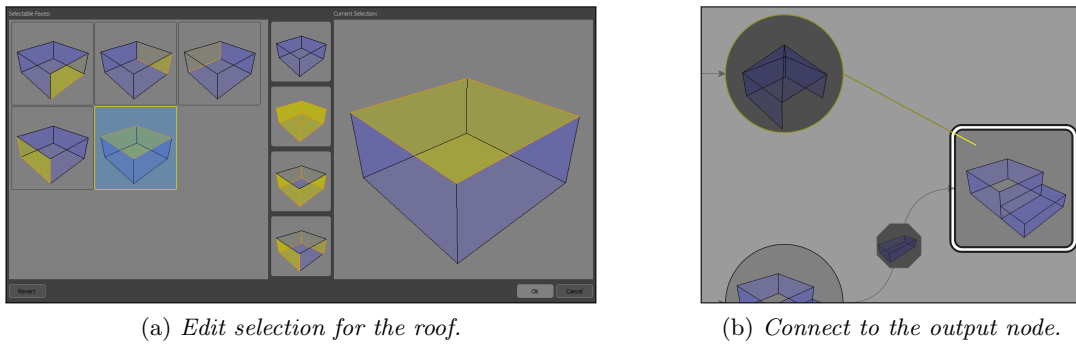 Selectable Faces:
Current Selection:
Revert
Ok
Cancel
(a) Edit selection for the roof.
(b) Connect to the output node.